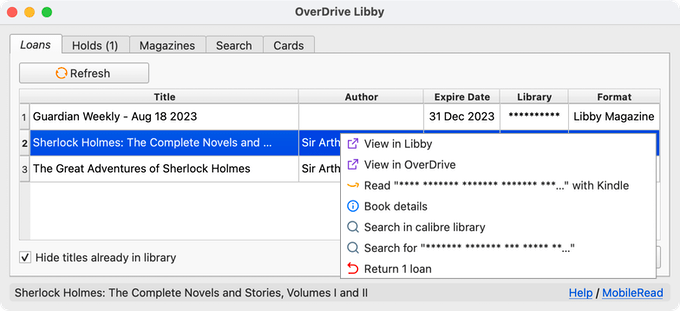 OverDrive Libby
Loans Holds (1) Magazines Search Cards
Refresh
Title Author Expire Date Library Format
1 Guardian Weekly - Aug 18 2023 31 Dec 2023 ********** Libby Magazine
2 Sherlock Holmes: The Complete Novels and ... Sir Arth
3 The Great Adventures of Sherlock Holmes Sir Arth
View in Libby
View in OverDrive
Read "**** ******* ******* ******* ***..." with Kindle
Book details
Search in calibre library
Search for "******* ******* *** ***** **..."
Return 1 loan
Hide titles already in library
Sherlock Holmes: The Complete Novels and Stories, Volumes I and II
Help / MobileRead